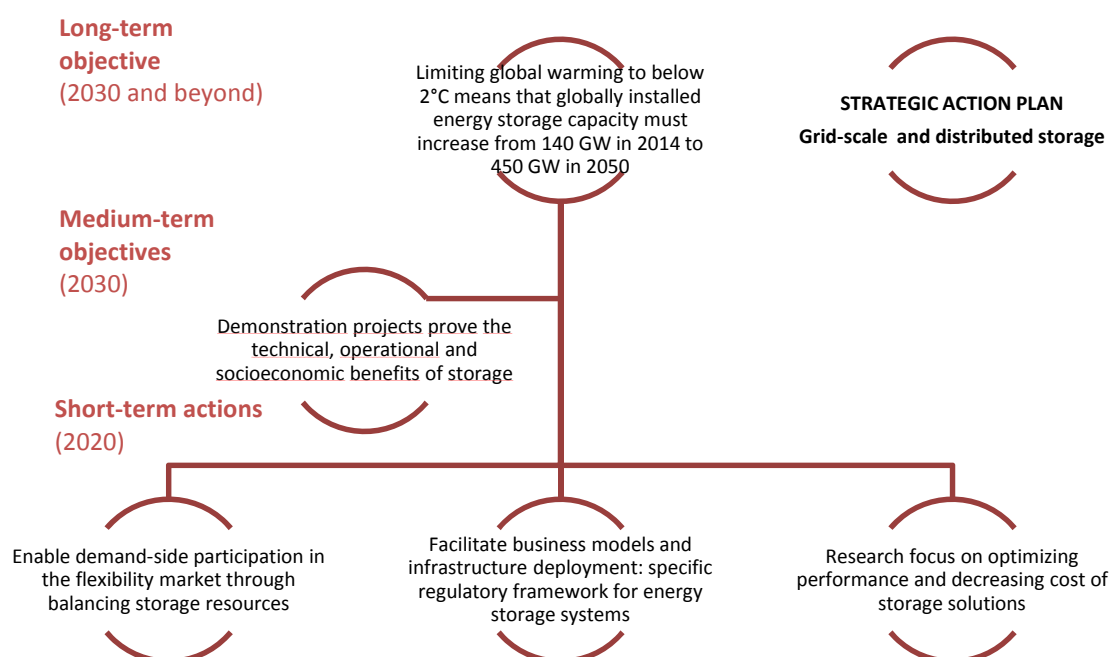 Long-term
objective
(2030 and beyond)
Limiting global warming to below
2°C means that globally installed
energy storage capacity must
increase from 140 GW in 2014 to
450 GW in 2050
STRATEGIC ACTION PLAN
Grid-scale and distributed storage
Medium-term
objectives
(2030)
Demonstration projects prove the
technical, operational and
socioeconomic benefits of storage
Short-term actions
(2020)
Enable demand-side participation in
the flexibility market through
balancing storage resources
Facilitate business models and
infrastructure deployment: specific
regulatory framework for energy
storage systems
Research focus on optimizing
performance and decreasing cost of
storage solutions